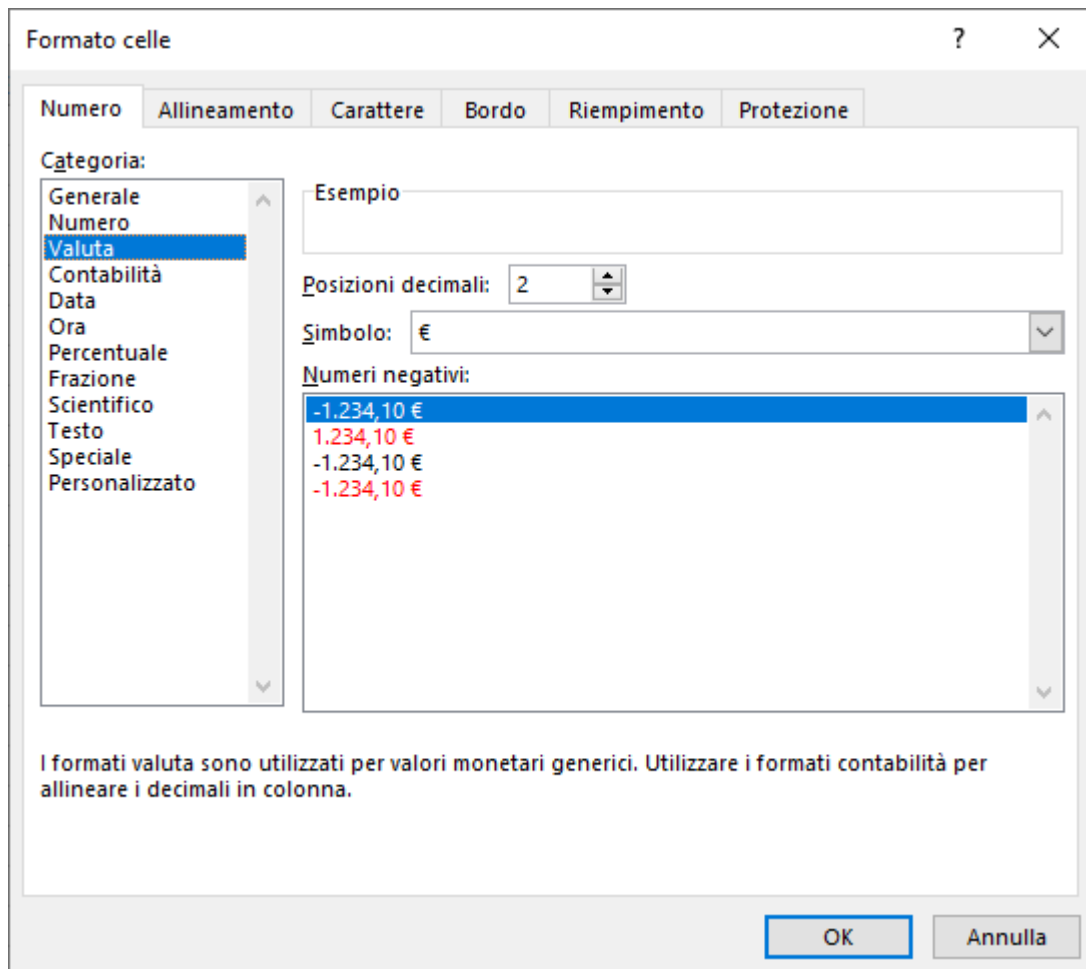 Formato celle
?
Numero Allineamento Carattere Bordo Riempimento Protezione
Categoria:
Generale
Numero
Valuta
Contabilità
Data
Ora
Percentuale
Frazione
Scientifico
Testo
Speciale
Personalizzato
Esempio
Posizioni decimali: 2
Simbolo: €
Numeri negativi:
-1.234,10 €
1.234,10 €
-1.234,10 €
-1.234,10 €
I formati valuta sono utilizzati per valori monetari generici. Utilizzare i formati contabilità per
allineare i decimali in colonna.
OK Annulla